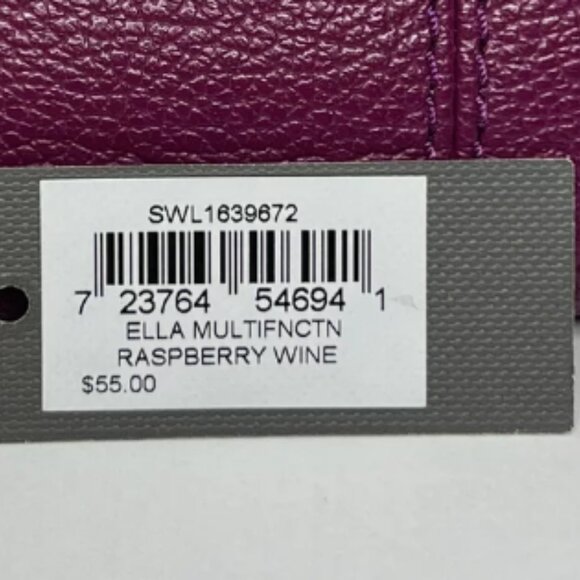 SWL1639672
7 23764 54694 1
ELLA MULTIFNCTN
RASPBERRY WINE
$55.00